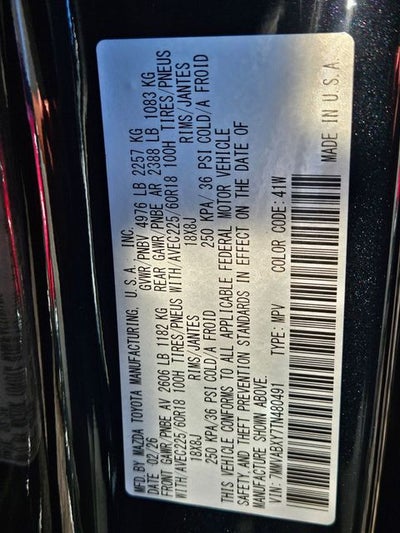 MFD BY MAZDA TOYOTA MANUFACTURING, U.S.A. INC.
DATE: 02 26 GVWR/PNBV 4976 LB 2257 KG
FRONT GAWR/PNBE AV 2606 LB 1182 KG REAR GAWR/PNBE AR 2388 LB 1083 KG
WITH/AVEC225/60R18 100H TIRES/PNEUS WITH AVEC225/60R18 100H TIRES/PNEUS
18X8J RIMS/JANTES 18X8J RIMS/JANTES
250 KPA/36 PSI COLD/A FROID 250 KPA/ 36 PSI COLD/A FROID
THIS VEHICLE CONFORMS TO ALL APPLICABLE FEDERAL MOTOR VEHICLE
SAFETY, AND THEFT PREVENTION STANDARDS IN EFFECT ON THE DATE OF
MANUFACTURE SHOWN ABOVE.
VIN: 7MMVABXY7TN480491 TYPE: MPV COLOR CODE: 41W
MADE IN U.S.A.